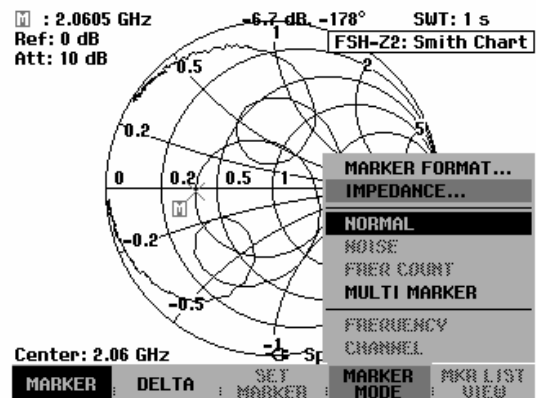 M : 2.0605 GHz -6.7 dB, -178° SWT: 1 s
Ref: 0 dB
Att: 10 dB
FSH-Z2: Smith Chart
1
0.5 2
0.2 5
0 0.2 0.5 1
M
-0.2
-0.5
-1
MARKER FORMAT...
IMPEDANCE...
NORMAL
NOISE
FREQ COUNT
MULTI MARKER
FREQUENCY
CHANNEL
Center: 2.06 GHz Sp
MARKER DELTA SET MARKER MARKER MODE MKR LIST VIEW